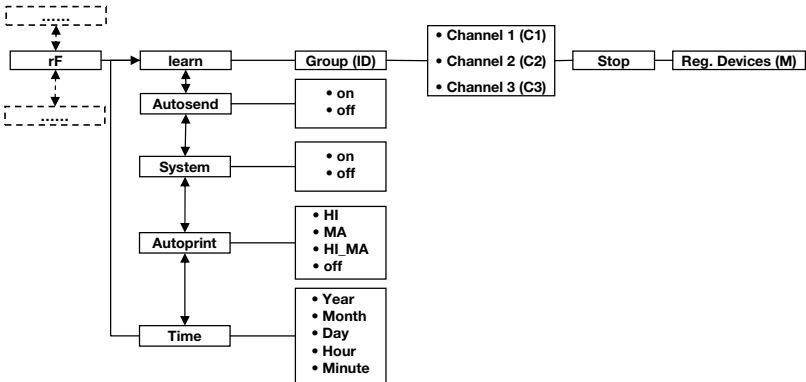 ......
rF
......
learn
Group (ID)
• Channel 1 (C1)
• Channel 2 (C2)
• Channel 3 (C3)
Stop
Reg. Devices (M)
Autosend
• on
• off
System
• on
• off
Autoprint
• HI
• MA
• HI_MA
• off
Time
• Year
• Month
• Day
• Hour
• Minute